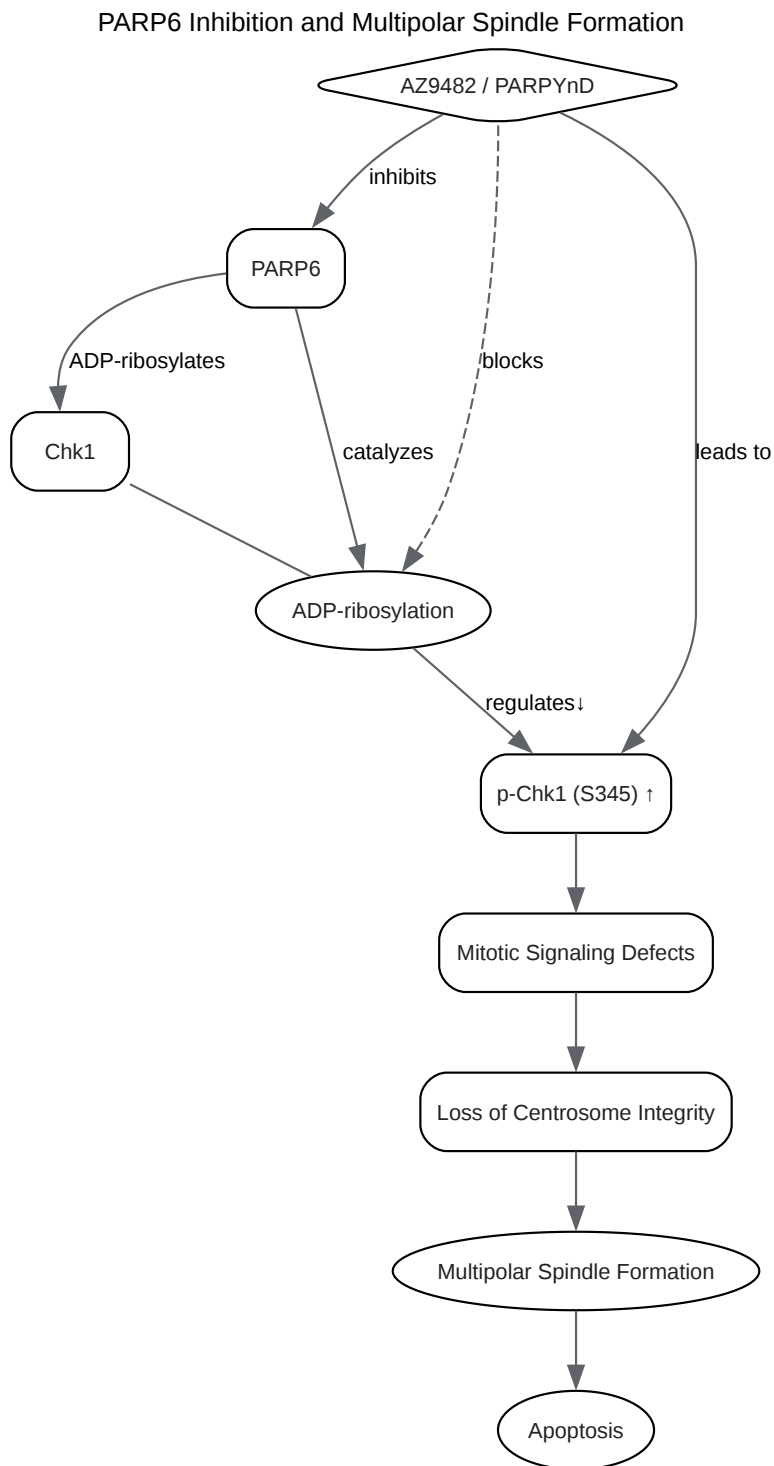 PARP6 Inhibition and Multipolar Spindle Formation
AZ9482 / PARPYnD
inhibits
PARP6
ADP-ribosylates
blocks
Chk1
catalyzes
leads to
ADP-ribosylation
regulates↓
p-Chk1 (S345) ↑
Mitotic Signaling Defects
Loss of Centrosome Integrity
Multipolar Spindle Formation
Apoptosis